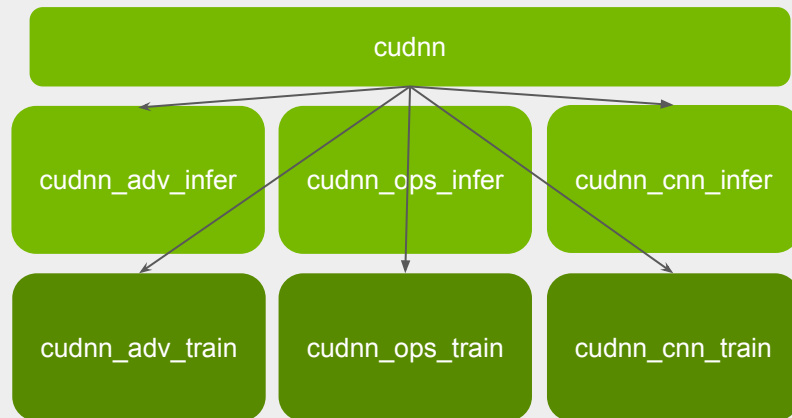 cudnn
cudnn_adv_infer
cudnn_ops_infer
cudnn_cnn_infer
cudnn_adv_train
cudnn_ops_train
cudnn_cnn_train